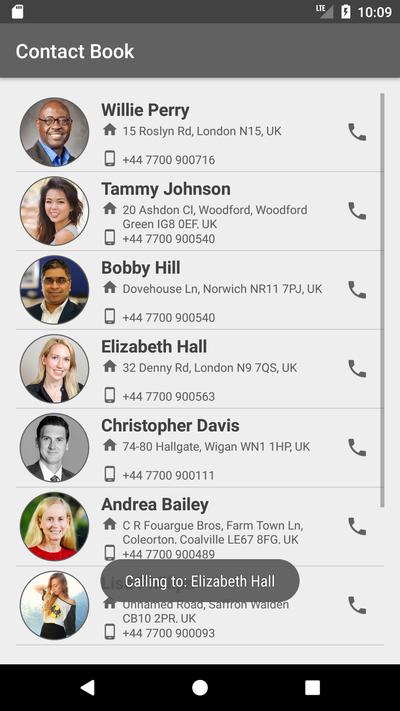 LTE 10:09
Contact Book
Willie Perry
15 Roslyn Rd, London N15, UK
+44 7700 900716
Tammy Johnson
20 Ashdon Cl, Woodford, Woodford
Green IG8 0EF, UK
+44 7700 900540
Bobby Hill
Dovehouse Ln, Norwich NR11 7PJ, UK
+44 7700 900540
Elizabeth Hall
32 Denny Rd, London N9 7QS, UK
+44 7700 900563
Christopher Davis
74-80 Hallgate, Wigan WN1 1HP, UK
+44 7700 900111
Andrea Bailey
C R Fouargue Bros, Farm Town Ln,
Coleorton, Coalville LE67 8FG, UK
+44 7700 900489
Calling to: Elizabeth Hall
Unnamed Road, Saffron Walden
CB10 2PR, UK
+44 7700 900093